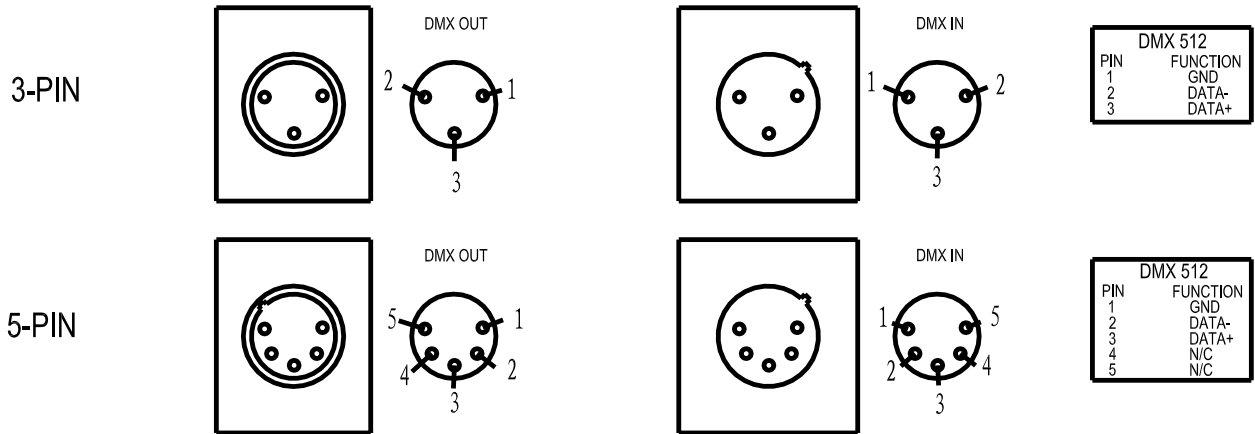 3-PIN
DMX OUT
2
1
3
DMX IN
1
2
3
DMX 512
PIN FUNCTION
1 GND
2 DATA-
3 DATA+
5-PIN
DMX OUT
5
1
4
2
3
DMX IN
1
5
2
4
3
DMX 512
PIN FUNCTION
1 GND
2 DATA-
3 DATA+
4 N/C
5 N/C